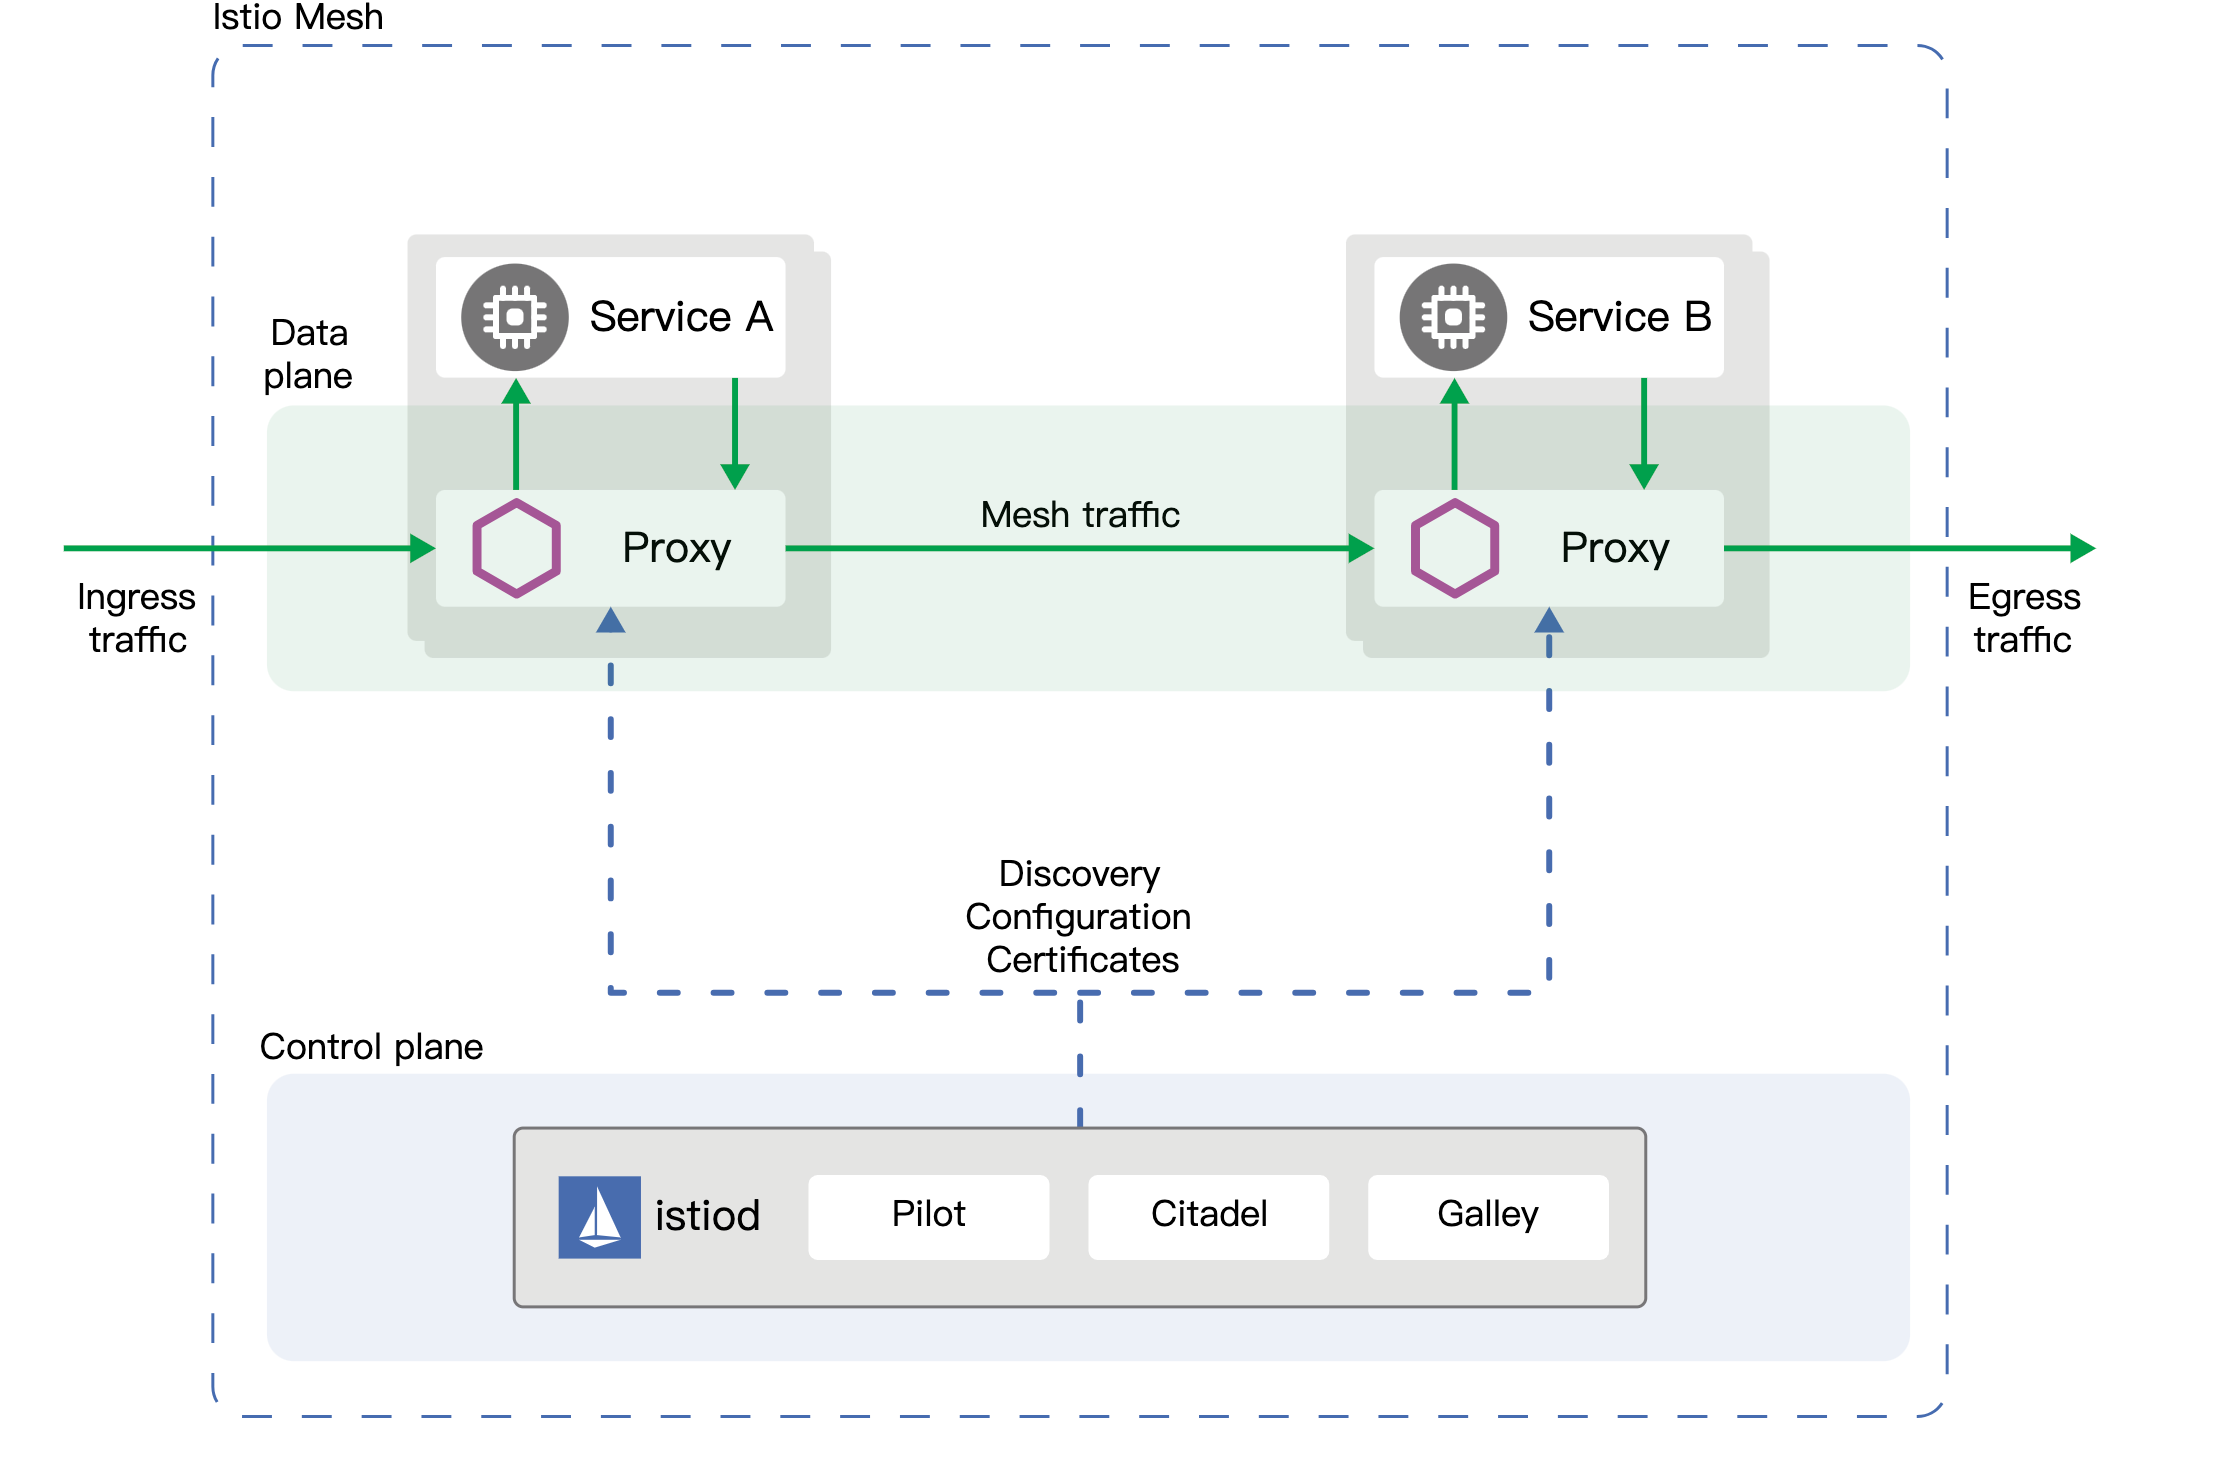 Istio Mesh
Service A
Service B
Data
plane
Mesh traffic
Proxy
Proxy
Ingress
traffic
Egress
traffic
Discovery
Configuration
Certificates
Control plane
istiod
Pilot
Citadel
Galley